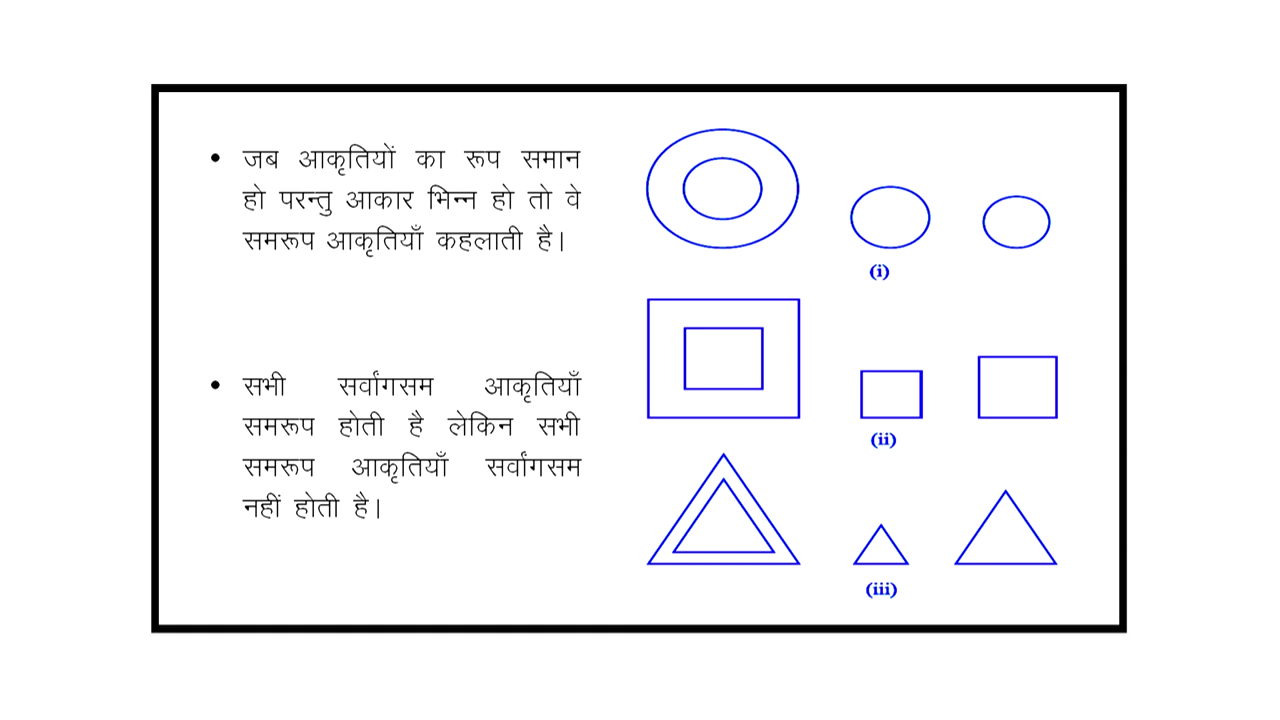 • जब आकृतियों का रूप समान
हो परन्तु आकार भिन्न हो तो वे
समरूप आकृतियाँ कहलाती है।
(i)
• सभी सर्वांगसम आकृतियाँ
समरूप होती है लेकिन सभी
समरूप आकृतियाँ सर्वांगसम
नहीं होती है।
(ii)
(iii)